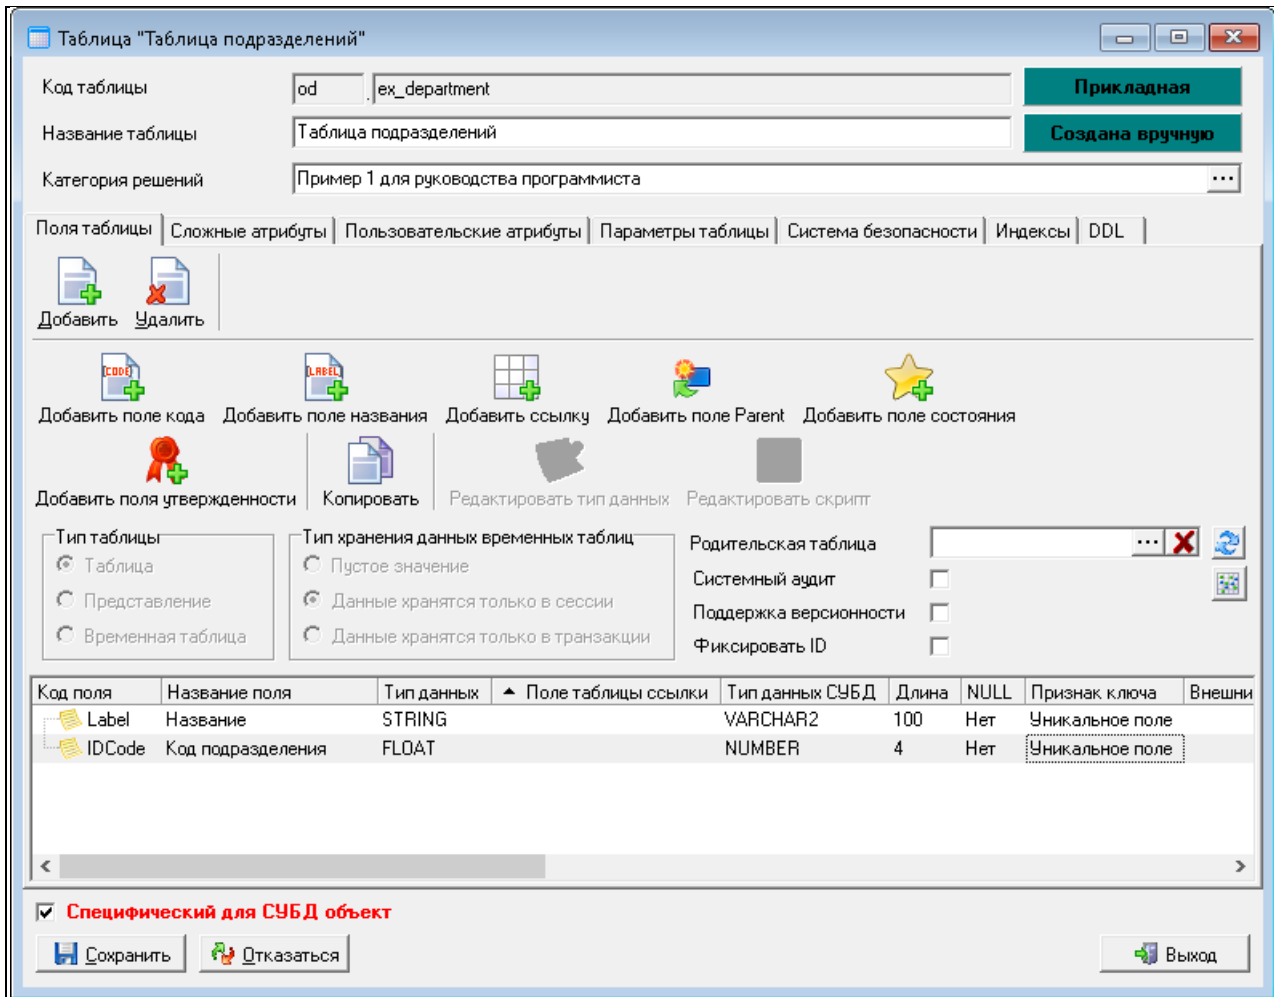 Таблица "Таблица подразделений"
Код таблицы od . ex_department Прикладная
Название таблицы Таблица подразделений Создана вручную
Категория решений Пример 1 для руководства программиста ...
Поля таблицы Сложные атрибуты Пользовательские атрибуты Параметры таблицы Система безопасности Индексы DDL
Добавить Удалить
{CODE} {LABEL}
Добавить поле кода Добавить поле названия Добавить ссылку Добавить поле Parent Добавить поле состояния
Добавить поля утвержденности Копировать Редактировать тип данных Редактировать скрипт
Тип таблицы Тип хранения данных временных таблиц Родительская таблица ...
Таблица Пустое значение Системный аудит
Представление Данные хранятся только в сессии Поддержка версионности
Временная таблица Данные хранятся только в транзакции Фиксировать ID
Код поля Название поля Тип данных Поле таблицы ссылки Тип данных СУБД Длина NULL Признак ключа Внешни
Label Название STRING VARCHAR2 100 Нет Уникальное поле
IDCode Код подразделения FLOAT NUMBER 4 Нет Уникальное поле
Специфический для СУБД объект
Сохранить Отказаться Выход